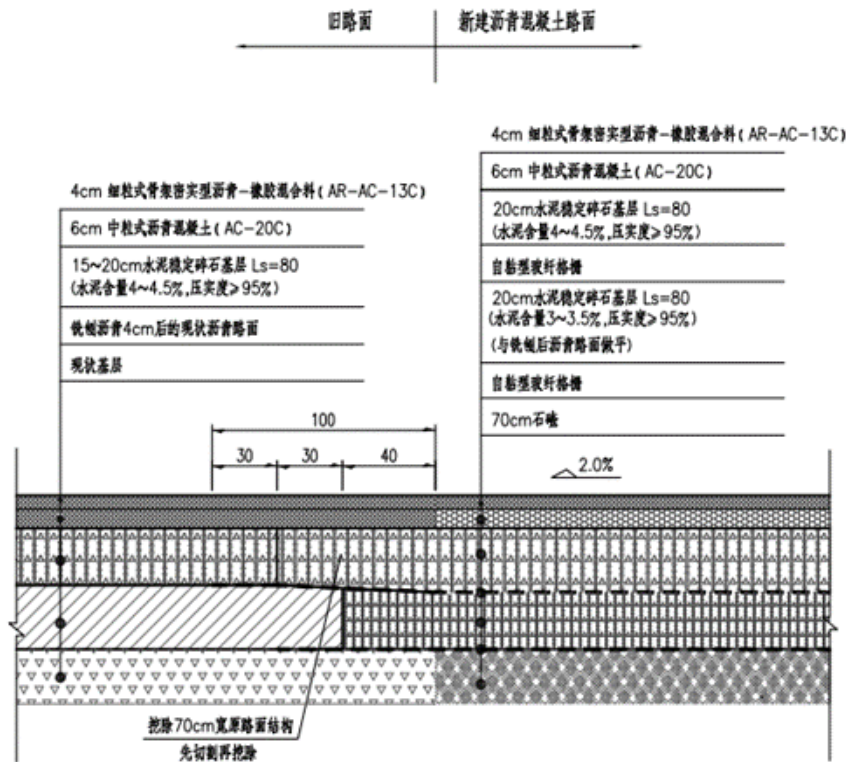 旧路面
新建沥青混凝土路面
4cm 细粒式骨架密实型沥青-橡胶混合料(AR-AC-13C)
6cm 中粒式沥青混凝土(AC-20C)
15~20cm水泥稳定碎石基层 Ls=80
(水泥含量4~4.5%,压实度≥95%)
铣刨沥青4cm后的现状沥青路面
现状基层
4cm 细粒式骨架密实型沥青-橡胶混合料(AR-AC-13C)
6cm 中粒式沥青混凝土(AC-20C)
20cm水泥稳定碎石基层 Ls=80
(水泥含量4~4.5%,压实度≥95%)
自粘型玻纤格栅
20cm水泥稳定碎石基层 Ls=80
(水泥含量3~3.5%,压实度≥95%)
(与铣刨后沥青路面做平)
自粘型玻纤格栅
70cm石碴
100
30
30
40
2.0%
挖除70cm宽原路面结构
先切割再挖除